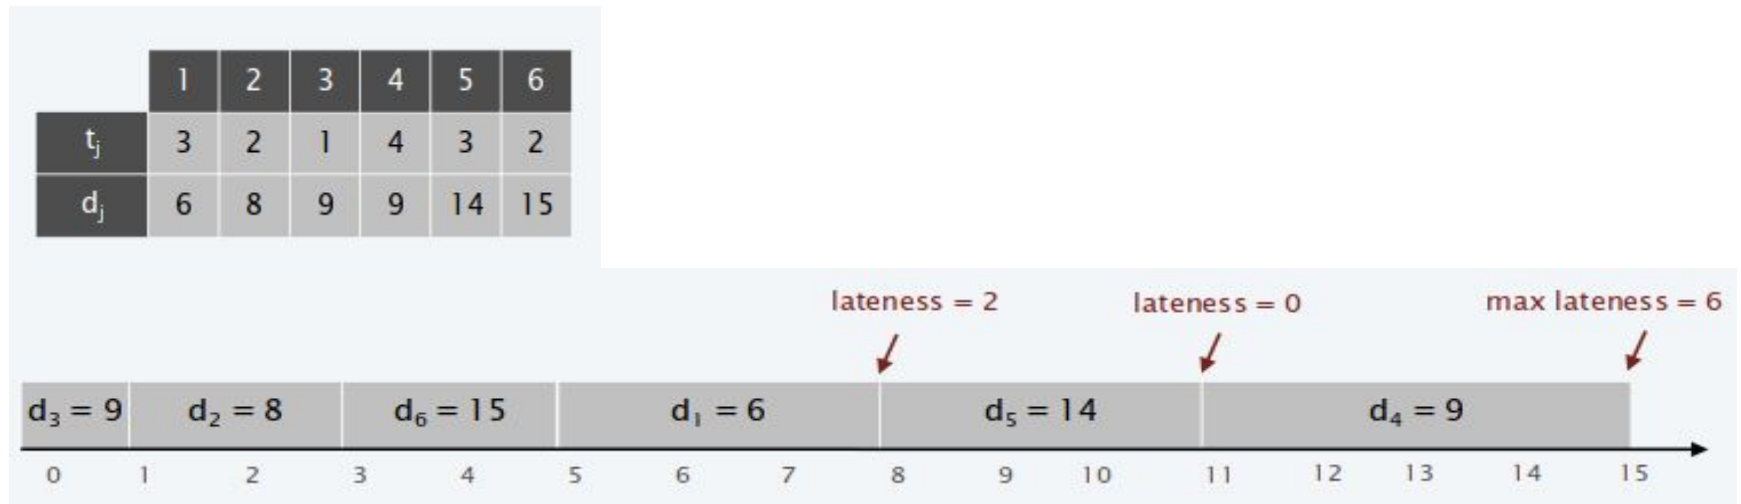 1 2 3 4 5 6
tj 3 2 1 4 3 2
dj 6 8 9 9 14 15
lateness = 2 lateness = 0 max lateness = 6
d3 = 9 d2 = 8 d6 = 15 d1 = 6 d5 = 14 d4 = 9
0 1 2 3 4 5 6 7 8 9 10 11 12 13 14 15